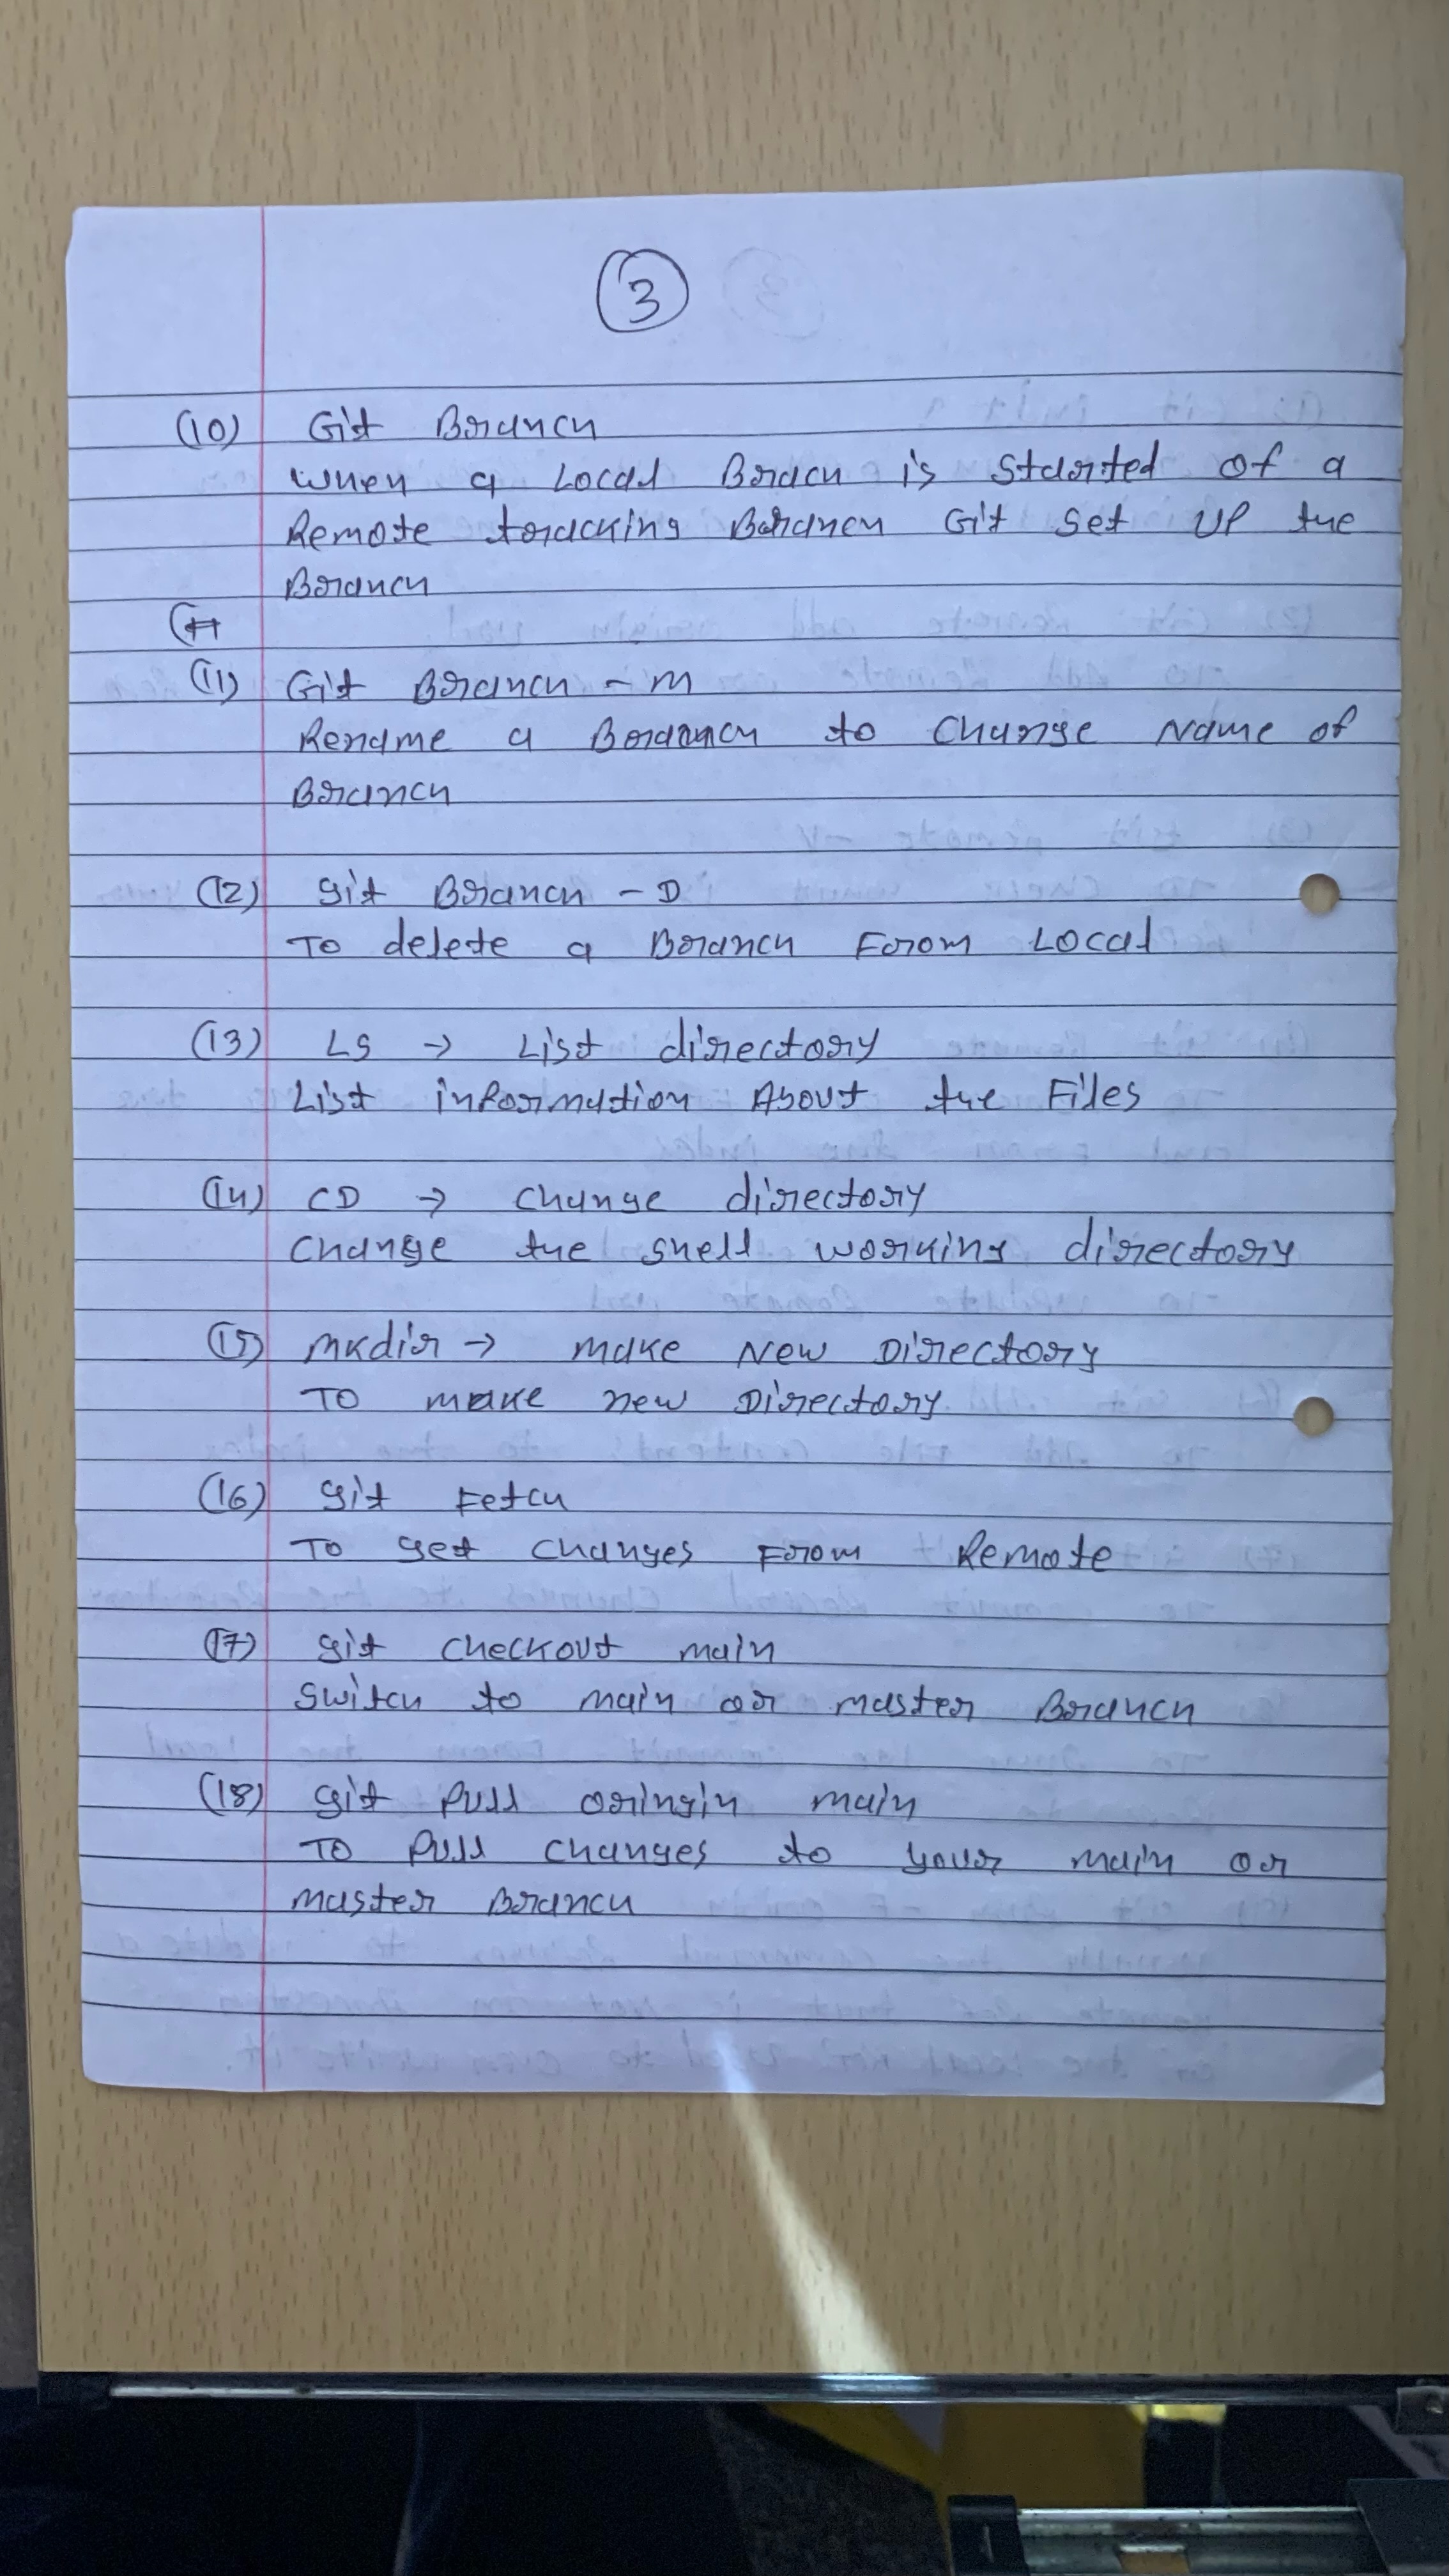 3
(10) Git Branch
When a Local Brach is Started of a
Remote tracking Baranch Git set UP the
Branch
(11) Git Branch - m
Rename a Branch to Change Name of
Branch
(12) git Branch - D
To delete a Branch From Local
(13) LS → List directory
List information About the Files
(14) CD → Change directory
Change the shell working directory
(15) mkdir → make New Directory
To make new Directory
(16) git Fetch
To get changes From Remote
(17) git checkout main
Switch to main or master Branch
(18) git Pull oringin main
To Pull changes to your main or
master Branch